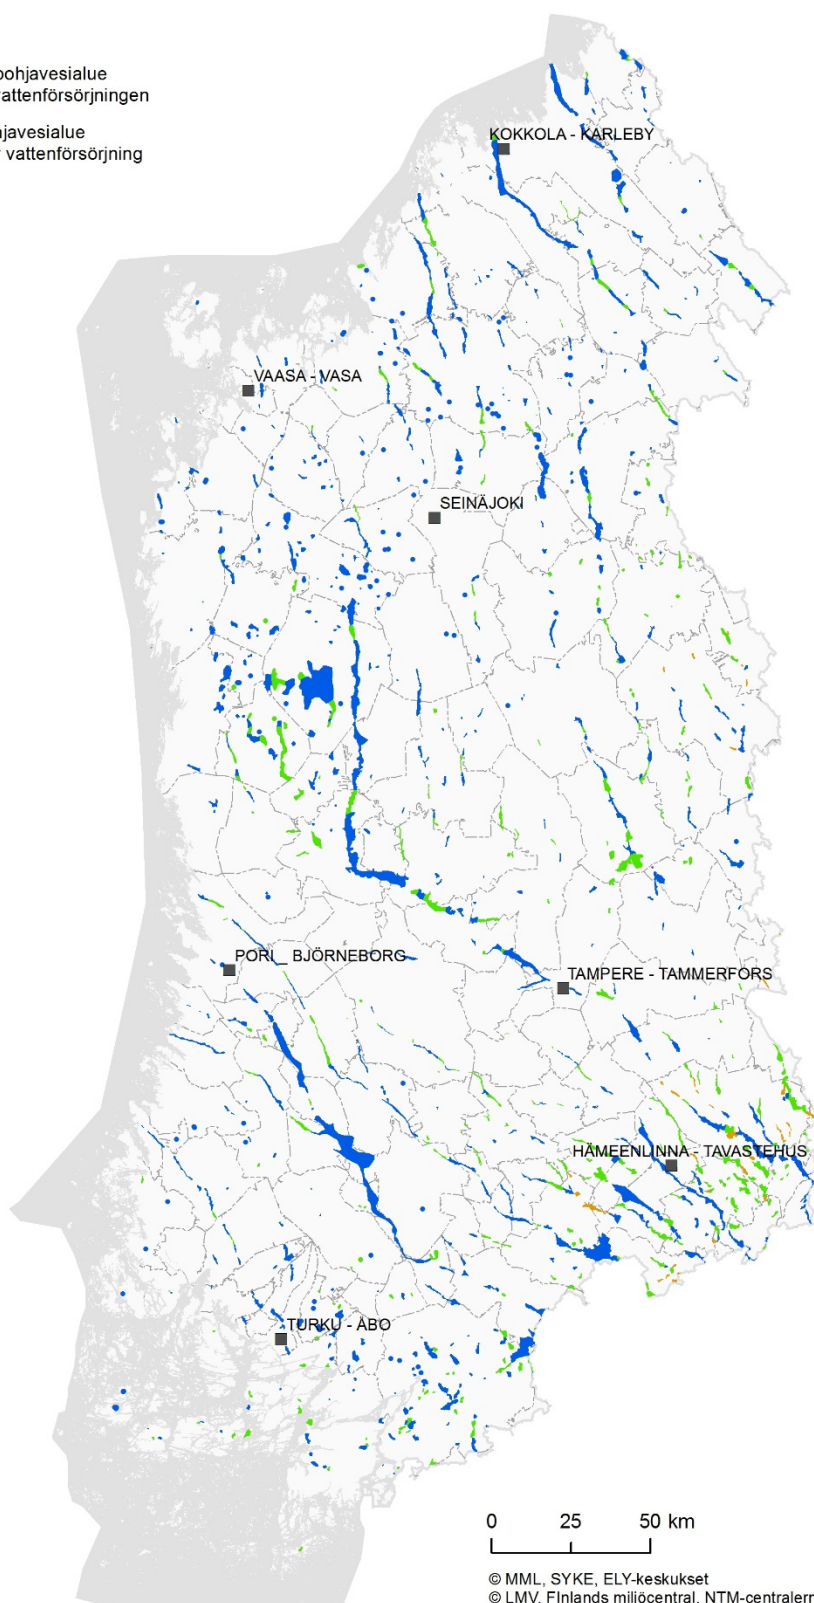 pohjavesialue
vattenförsörjningen
hjavesialue
vattenförsörjning
KOKKOLA - KARLEBY
VAASA - VASA
SEINÄJOKI
PORI_ BJÖRNEBORG
TAMPERE - TAMMERFORS
HÄMEENLINNA - TAVASTEHUS
TURKU - ÅBO
0 25 50 km
© MML, SYKE, ELY-keskukset
© LMV, FInlands miljöcentral, NTM-centralern